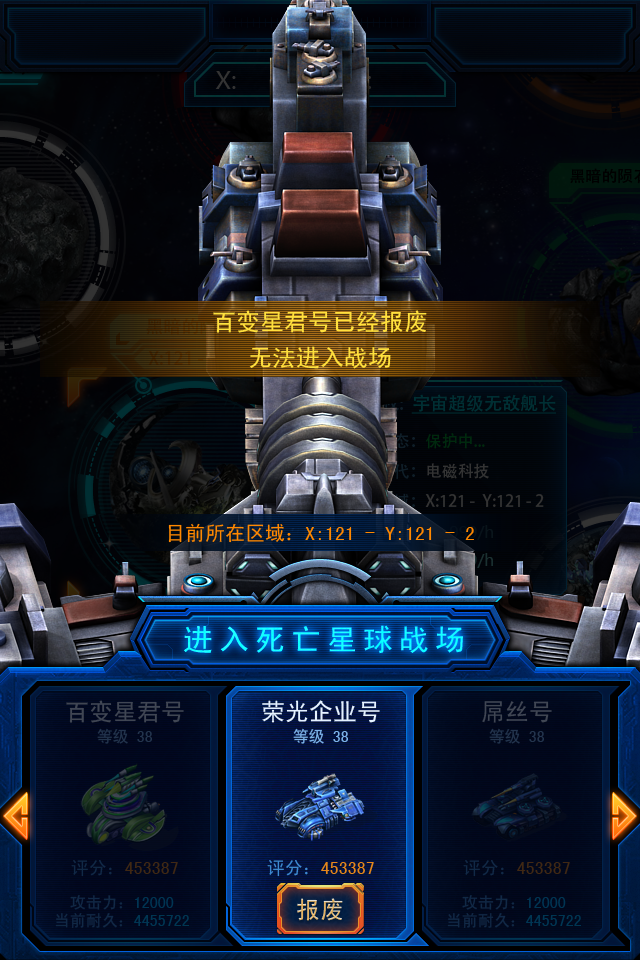 X:
黑暗的陨石
百变星君号已经报废
无法进入战场
宇宙超级无敌舰长
态：保护中...
代：电磁科技
X:121 - Y:121 - 2
目前所在区域：X:121 - Y:121 - 2
进入死亡星球战场
百变星君号
等级 38
评分：453387
攻击力：12000
当前耐久：4455722
荣光企业号
等级 38
评分：453387
报废
屌丝号
等级 38
评分：453387
攻击力：12000
当前耐久：4455722